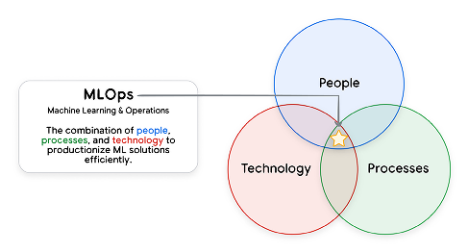 MLOps
Machine Learning & Operations
The combination of people,
processes, and technology to
productionize ML solutions
efficiently.
People
Technology
Processes